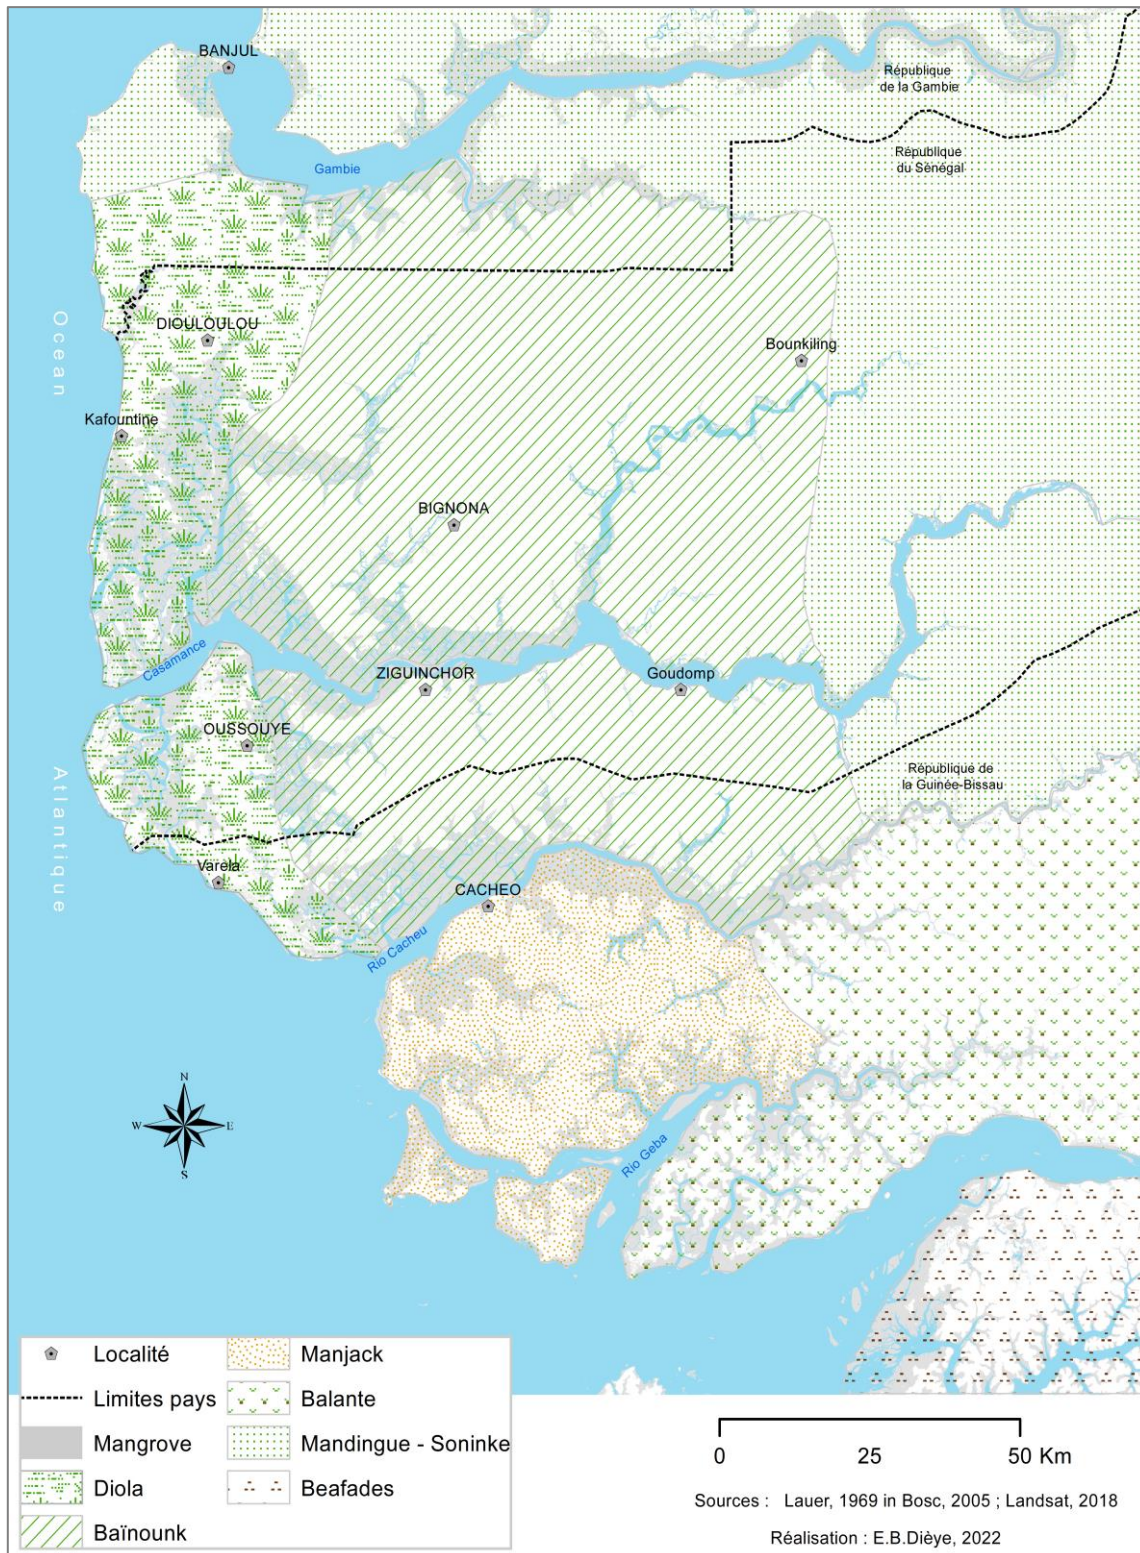 BANJUL
République
de la Gambie
République
du Sénégal
Gambie
Ocean
DIOULOULOU
Bounkiling
Kafountine
BIGNONA
Casamance
ZIGUINCHOR
Goudomp
OUSSOUYE
Atlantique
République de
la Guinée-Bissau
Varela
CACHEO
Rio Cacheu
N
W
E
S
Rio Geba
Localité
Limites pays
Mangrove
Diola
Baïnounk
Manjack
Balante
Mandingue - Soninke
Beafades
0 25 50 Km
Sources : Lauer, 1969 in Bosc, 2005 ; Landsat, 2018
Réalisation : E.B.Dièye, 2022